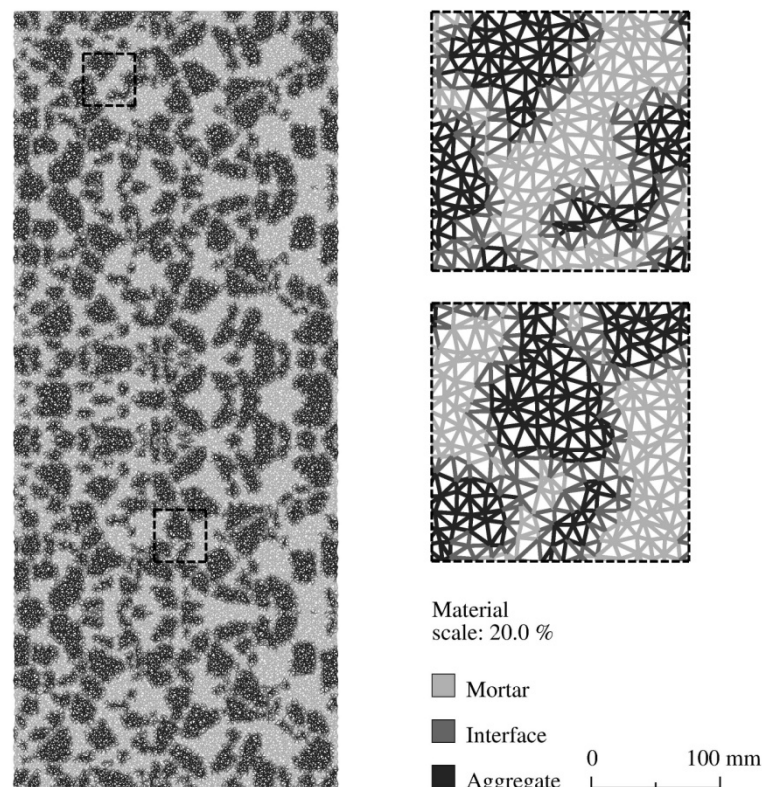 Material
scale: 20.0 %
Mortar
Interface
Aggregate
0 100 mm